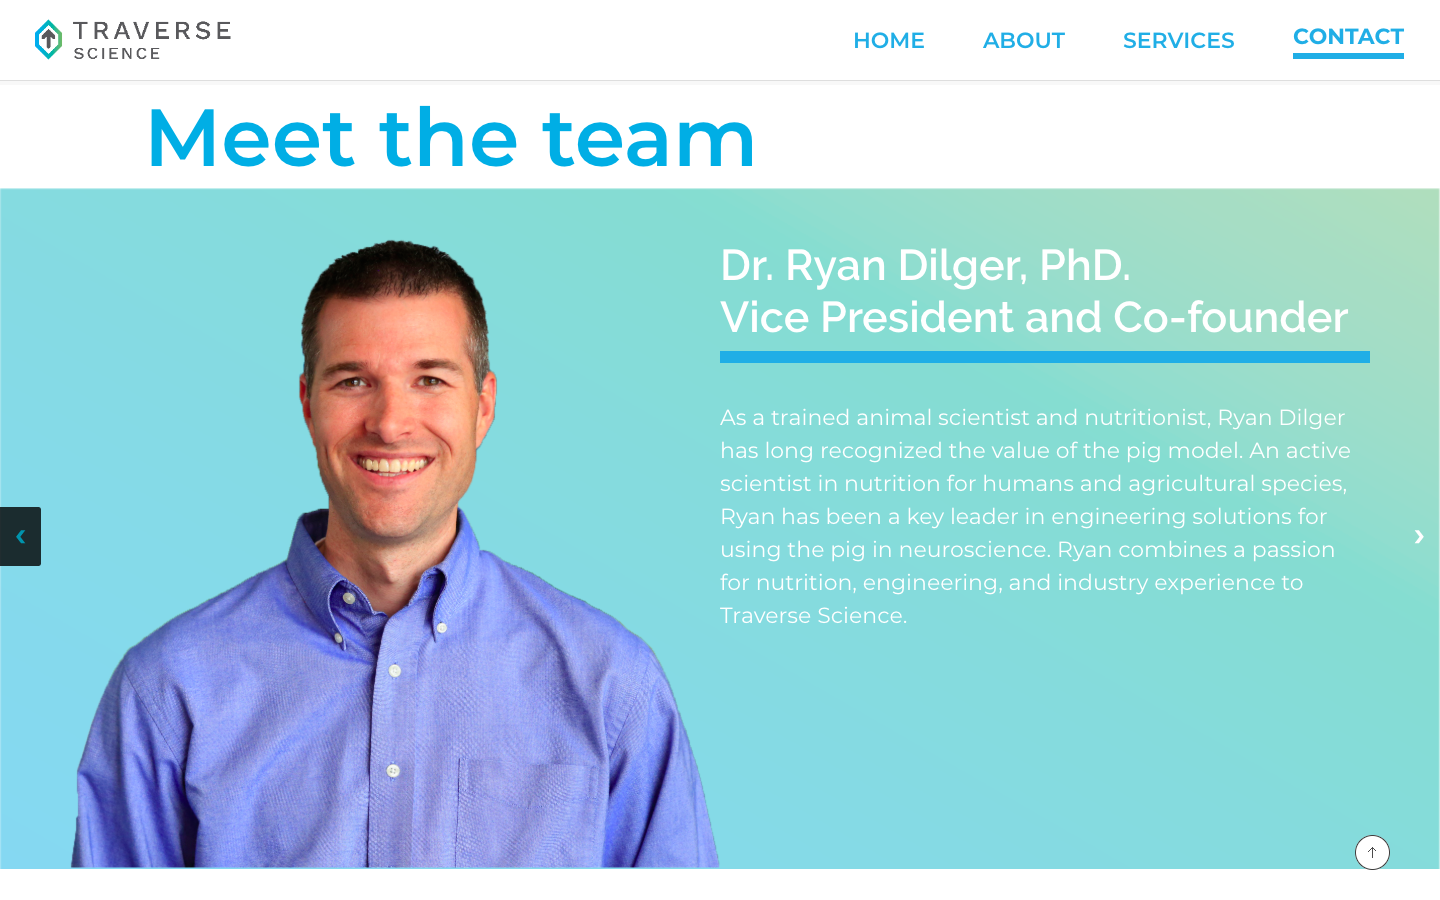 TRAVERSE
SCIENCE
HOME
ABOUT
SERVICES
CONTACT
Meet the team
Dr. Ryan Dilger, PhD.
Vice President and Co-founder
As a trained animal scientist and nutritionist, Ryan Dilger
has long recognized the value of the pig model. An active
scientist in nutrition for humans and agricultural species,
Ryan has been a key leader in engineering solutions for
using the pig in neuroscience. Ryan combines a passion
for nutrition, engineering, and industry experience to
Traverse Science.